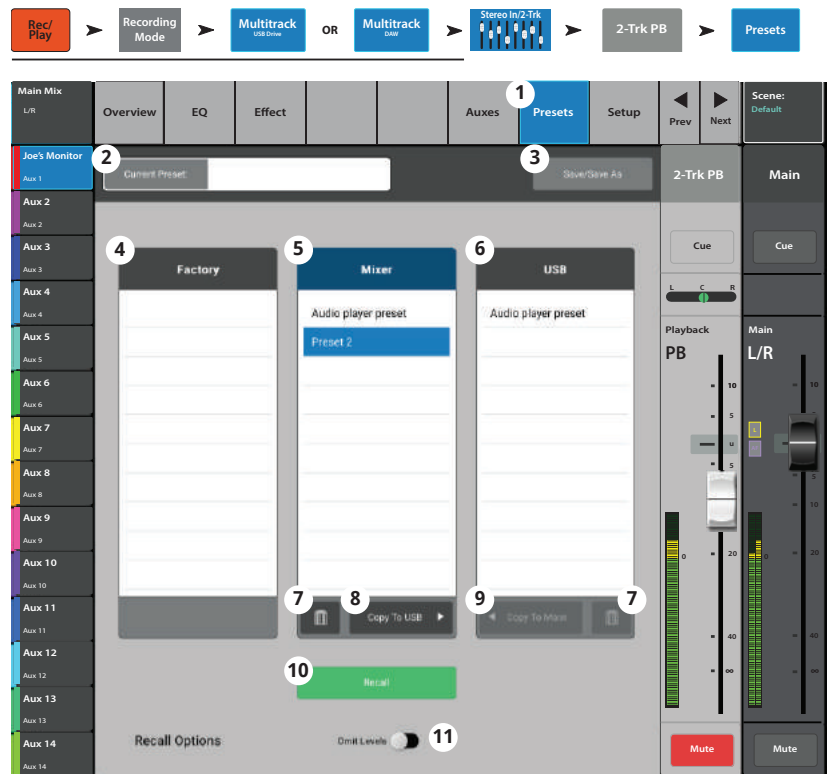 Rec/
Play
Recording
Mode
Multitrack
USB Drive
OR
Multitrack
DAW
Stereo In/2-Trk
2-Trk PB
Presets
Main Mix
L/R
Overview
EQ
Effect
Auxes
1
Presets
Setup
Prev
Next
Scene:
Default
Joe's Monitor
Aux 1
Aux 2
Aux 2
Aux 3
Aux 3
Aux 4
Aux 4
Aux 5
Aux 5
Aux 6
Aux 6
Aux 7
Aux 7
Aux 8
Aux 8
Aux 9
Aux 9
Aux 10
Aux 10
Aux 11
Aux 11
Aux 12
Aux 12
Aux 13
Aux 13
Aux 14
Aux 14
2
Current Preset:
3
Save/Save As
4
Factory
5
Mixer
Audio player preset
Preset 2
6
USB
Audio player preset
7
8
Copy To USB
9
Copy To Main
7
10
Recall
Recall Options
Omit Levels
11
2-Trk PB
Cue
L C R
Playback
PB
10
5
U
5
0
20
40
∞
Mute
Main
Cue
Main
L/R
10
L
5
10
0
20
40
∞
Mute